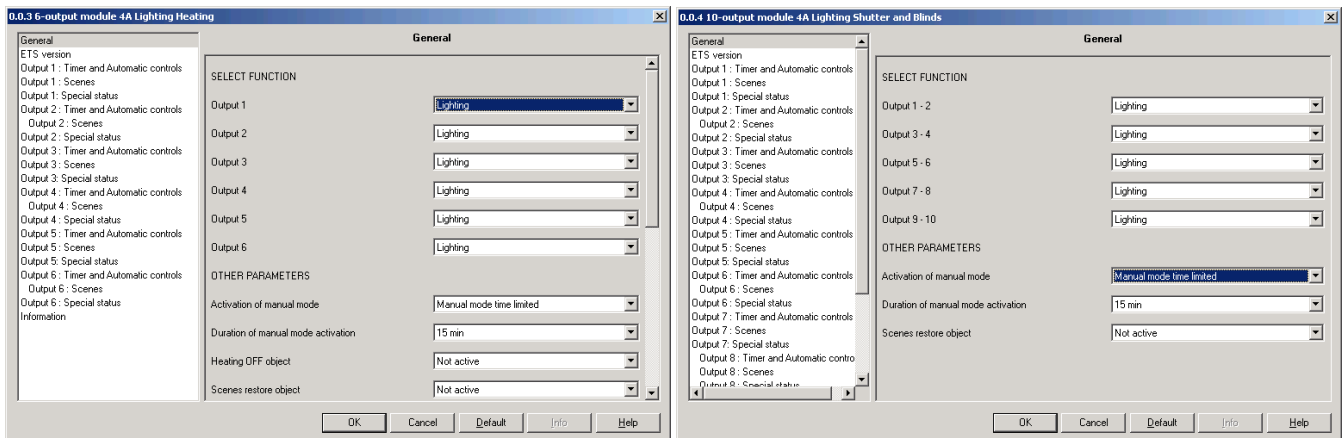 0.0.3 6-output module 4A Lighting Heating
General
ETS version
Output 1 : Timer and Automatic controls
Output 1 : Scenes
Output 1: Special status
Output 2 : Timer and Automatic controls
Output 2 : Scenes
Output 2 : Special status
Output 3 : Timer and Automatic controls
Output 3 : Scenes
Output 3: Special status
Output 4 : Timer and Automatic controls
Output 4 : Scenes
Output 4 : Special status
Output 5 : Timer and Automatic controls
Output 5 : Scenes
Output 5: Special status
Output 6 : Timer and Automatic controls
Output 6 : Scenes
Output 6 : Special status
Information
General
SELECT FUNCTION
Output 1 Lighting
Output 2 Lighting
Output 3 Lighting
Output 4 Lighting
Output 5 Lighting
Output 6 Lighting
OTHER PARAMETERS
Activation of manual mode Manual mode time limited
Duration of manual mode activation 15 min
Heating OFF object Not active
Scenes restore object Not active
OK Cancel Default Info Help
0.0.4 10-output module 4A Lighting Shutter and Blinds
General
ETS version
Output 1 : Timer and Automatic controls
Output 1 : Scenes
Output 1: Special status
Output 2 : Timer and Automatic controls
Output 2 : Scenes
Output 2 : Special status
Output 3 : Timer and Automatic controls
Output 3 : Scenes
Output 3: Special status
Output 4 : Timer and Automatic controls
Output 4 : Scenes
Output 4 : Special status
Output 5 : Timer and Automatic controls
Output 5 : Scenes
Output 5: Special status
Output 6 : Timer and Automatic controls
Output 6 : Scenes
Output 6 : Special status
Output 7 : Timer and Automatic controls
Output 7 : Scenes
Output 7: Special status
Output 8 : Timer and Automatic contro
Output 8 : Scenes
Output 8 : Special status
General
SELECT FUNCTION
Output 1 - 2 Lighting
Output 3 - 4 Lighting
Output 5 - 6 Lighting
Output 7 - 8 Lighting
Output 9 - 10 Lighting
OTHER PARAMETERS
Activation of manual mode Manual mode time limited
Duration of manual mode activation 15 min
Scenes restore object Not active
OK Cancel Default Info Help